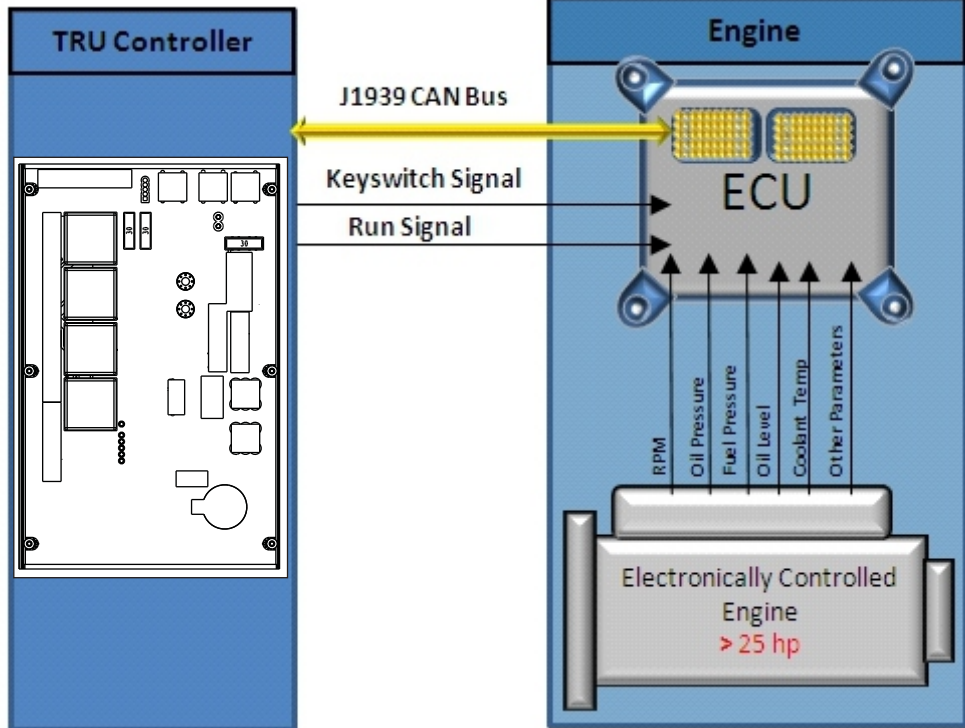 TRU Controller
Engine
J1939 CAN Bus
Keyswitch Signal
Run Signal
ECU
30
30
30
RPM
Oil Pressure
Fuel Pressure
Oil Level
Coolant Temp
Other Parameters
Electronically Controlled
Engine
> 25 hp